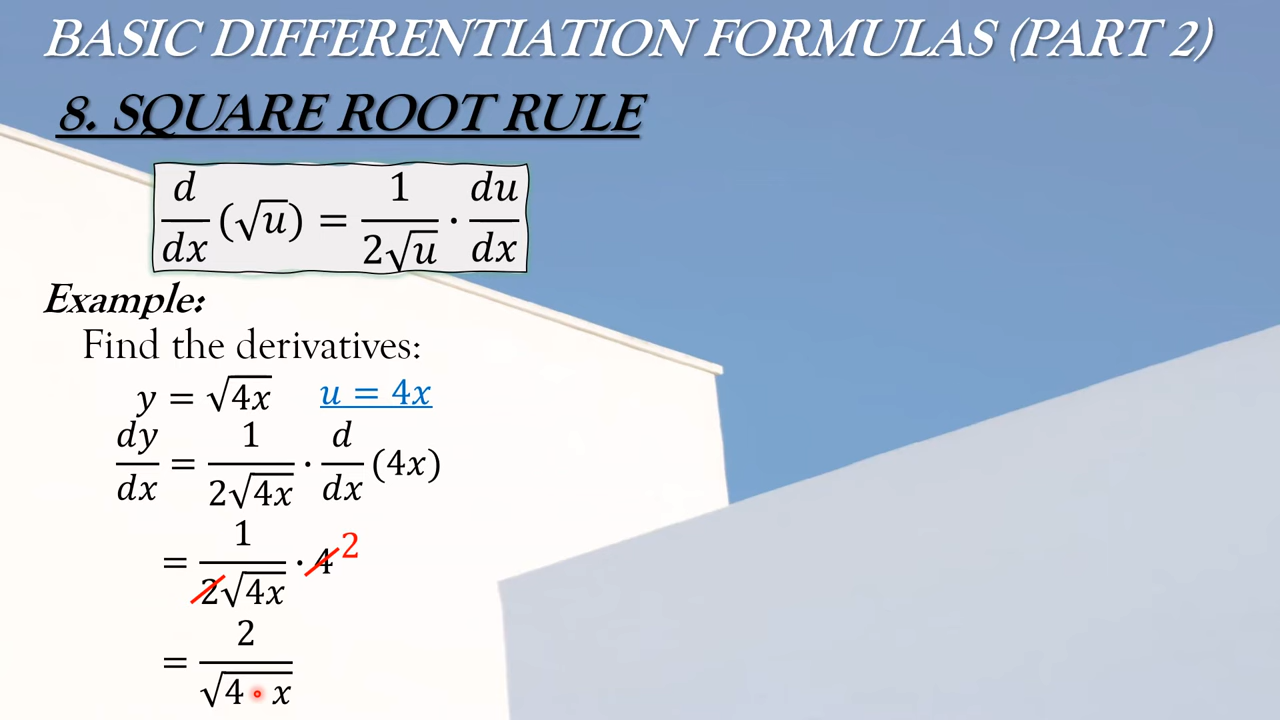 BASIC DIFFERENTIATION FORMULAS (PART 2)
8. SQUARE ROOT RULE
d/dx (√u) = 1/(2√u) · du/dx
Example:
Find the derivatives:
y = √(4x) u = 4x
dy/dx = 1/(2√(4x)) · d/dx (4x)
= 1/(2√(4x)) · 4 2
= 2/√(4 · x)